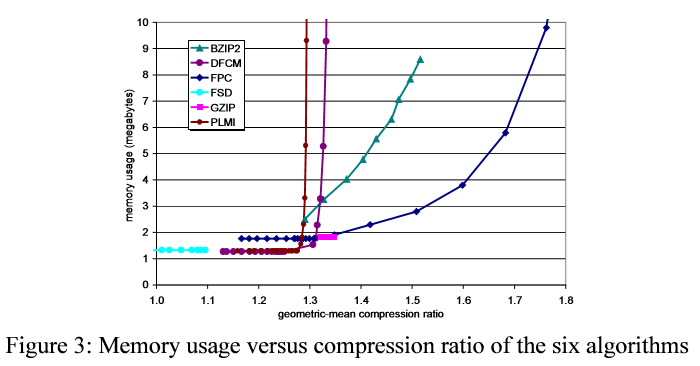 10
9
8
7
6
5
4
3
2
1
0
memory usage (megabytes)
BZIP2
DFCM
FPC
FSD
GZIP
PLMI
1.0 1.1 1.2 1.3 1.4 1.5 1.6 1.7 1.8
geometric-mean compression ratio
Figure 3: Memory usage versus compression ratio of the six algorithms